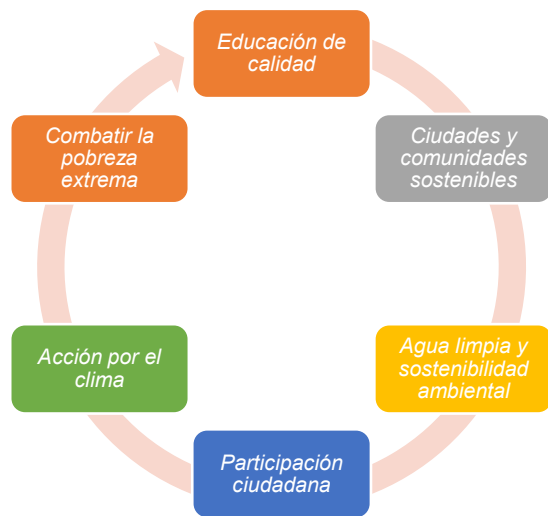 Educación de
calidad
Ciudades y
comunidades
sostenibles
Agua limpia y
sostenibilidad
ambiental
Participación
ciudadana
Acción por el
clima
Combatir la
pobreza
extrema